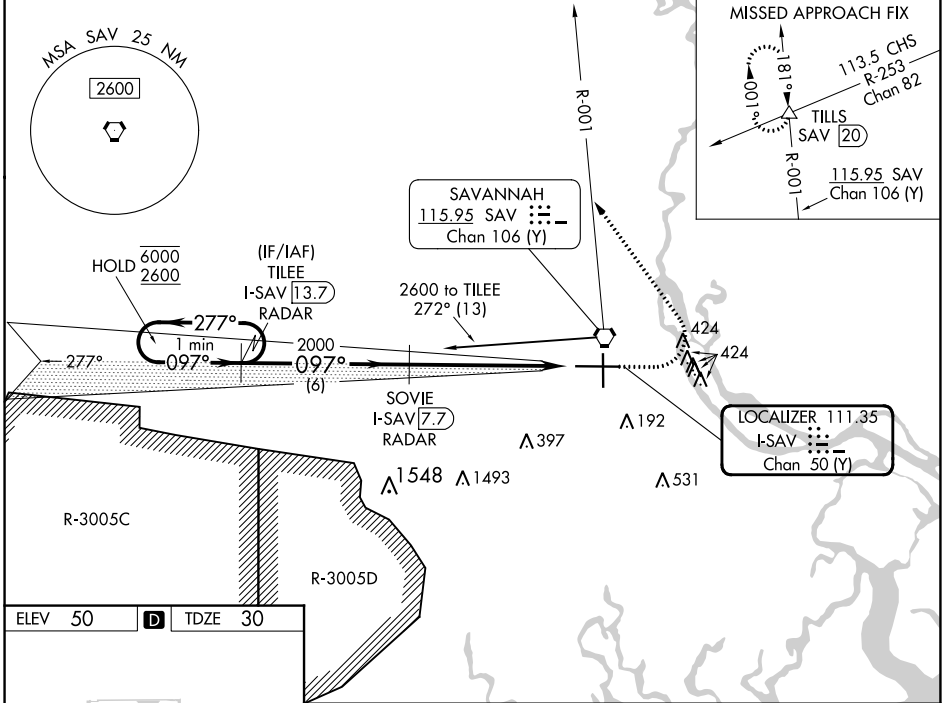 MSA SAV 25 NM
2600
MISSED APPROACH FIX
181°
001°
113.5 CHS
R-253
Chan 82
TILLS
SAV 20
R-001
115.95 SAV
Chan 106 (Y)
R-001
SAVANNAH
115.95 SAV
Chan 106 (Y)
HOLD 6000
2600
(IF/IAF)
TILEE
I-SAV 13.7
RADAR
2600 to TILEE
272° (13)
277°
1 min
097°
277°
2000
097°
(6)
SOVIE
I-SAV 7.7
RADAR
424
424
LOCALIZER 111.35
I-SAV
Chan 50 (Y)
192
397
1548
1493
531
R-3005C
R-3005D
ELEV 50 D TDZE 30